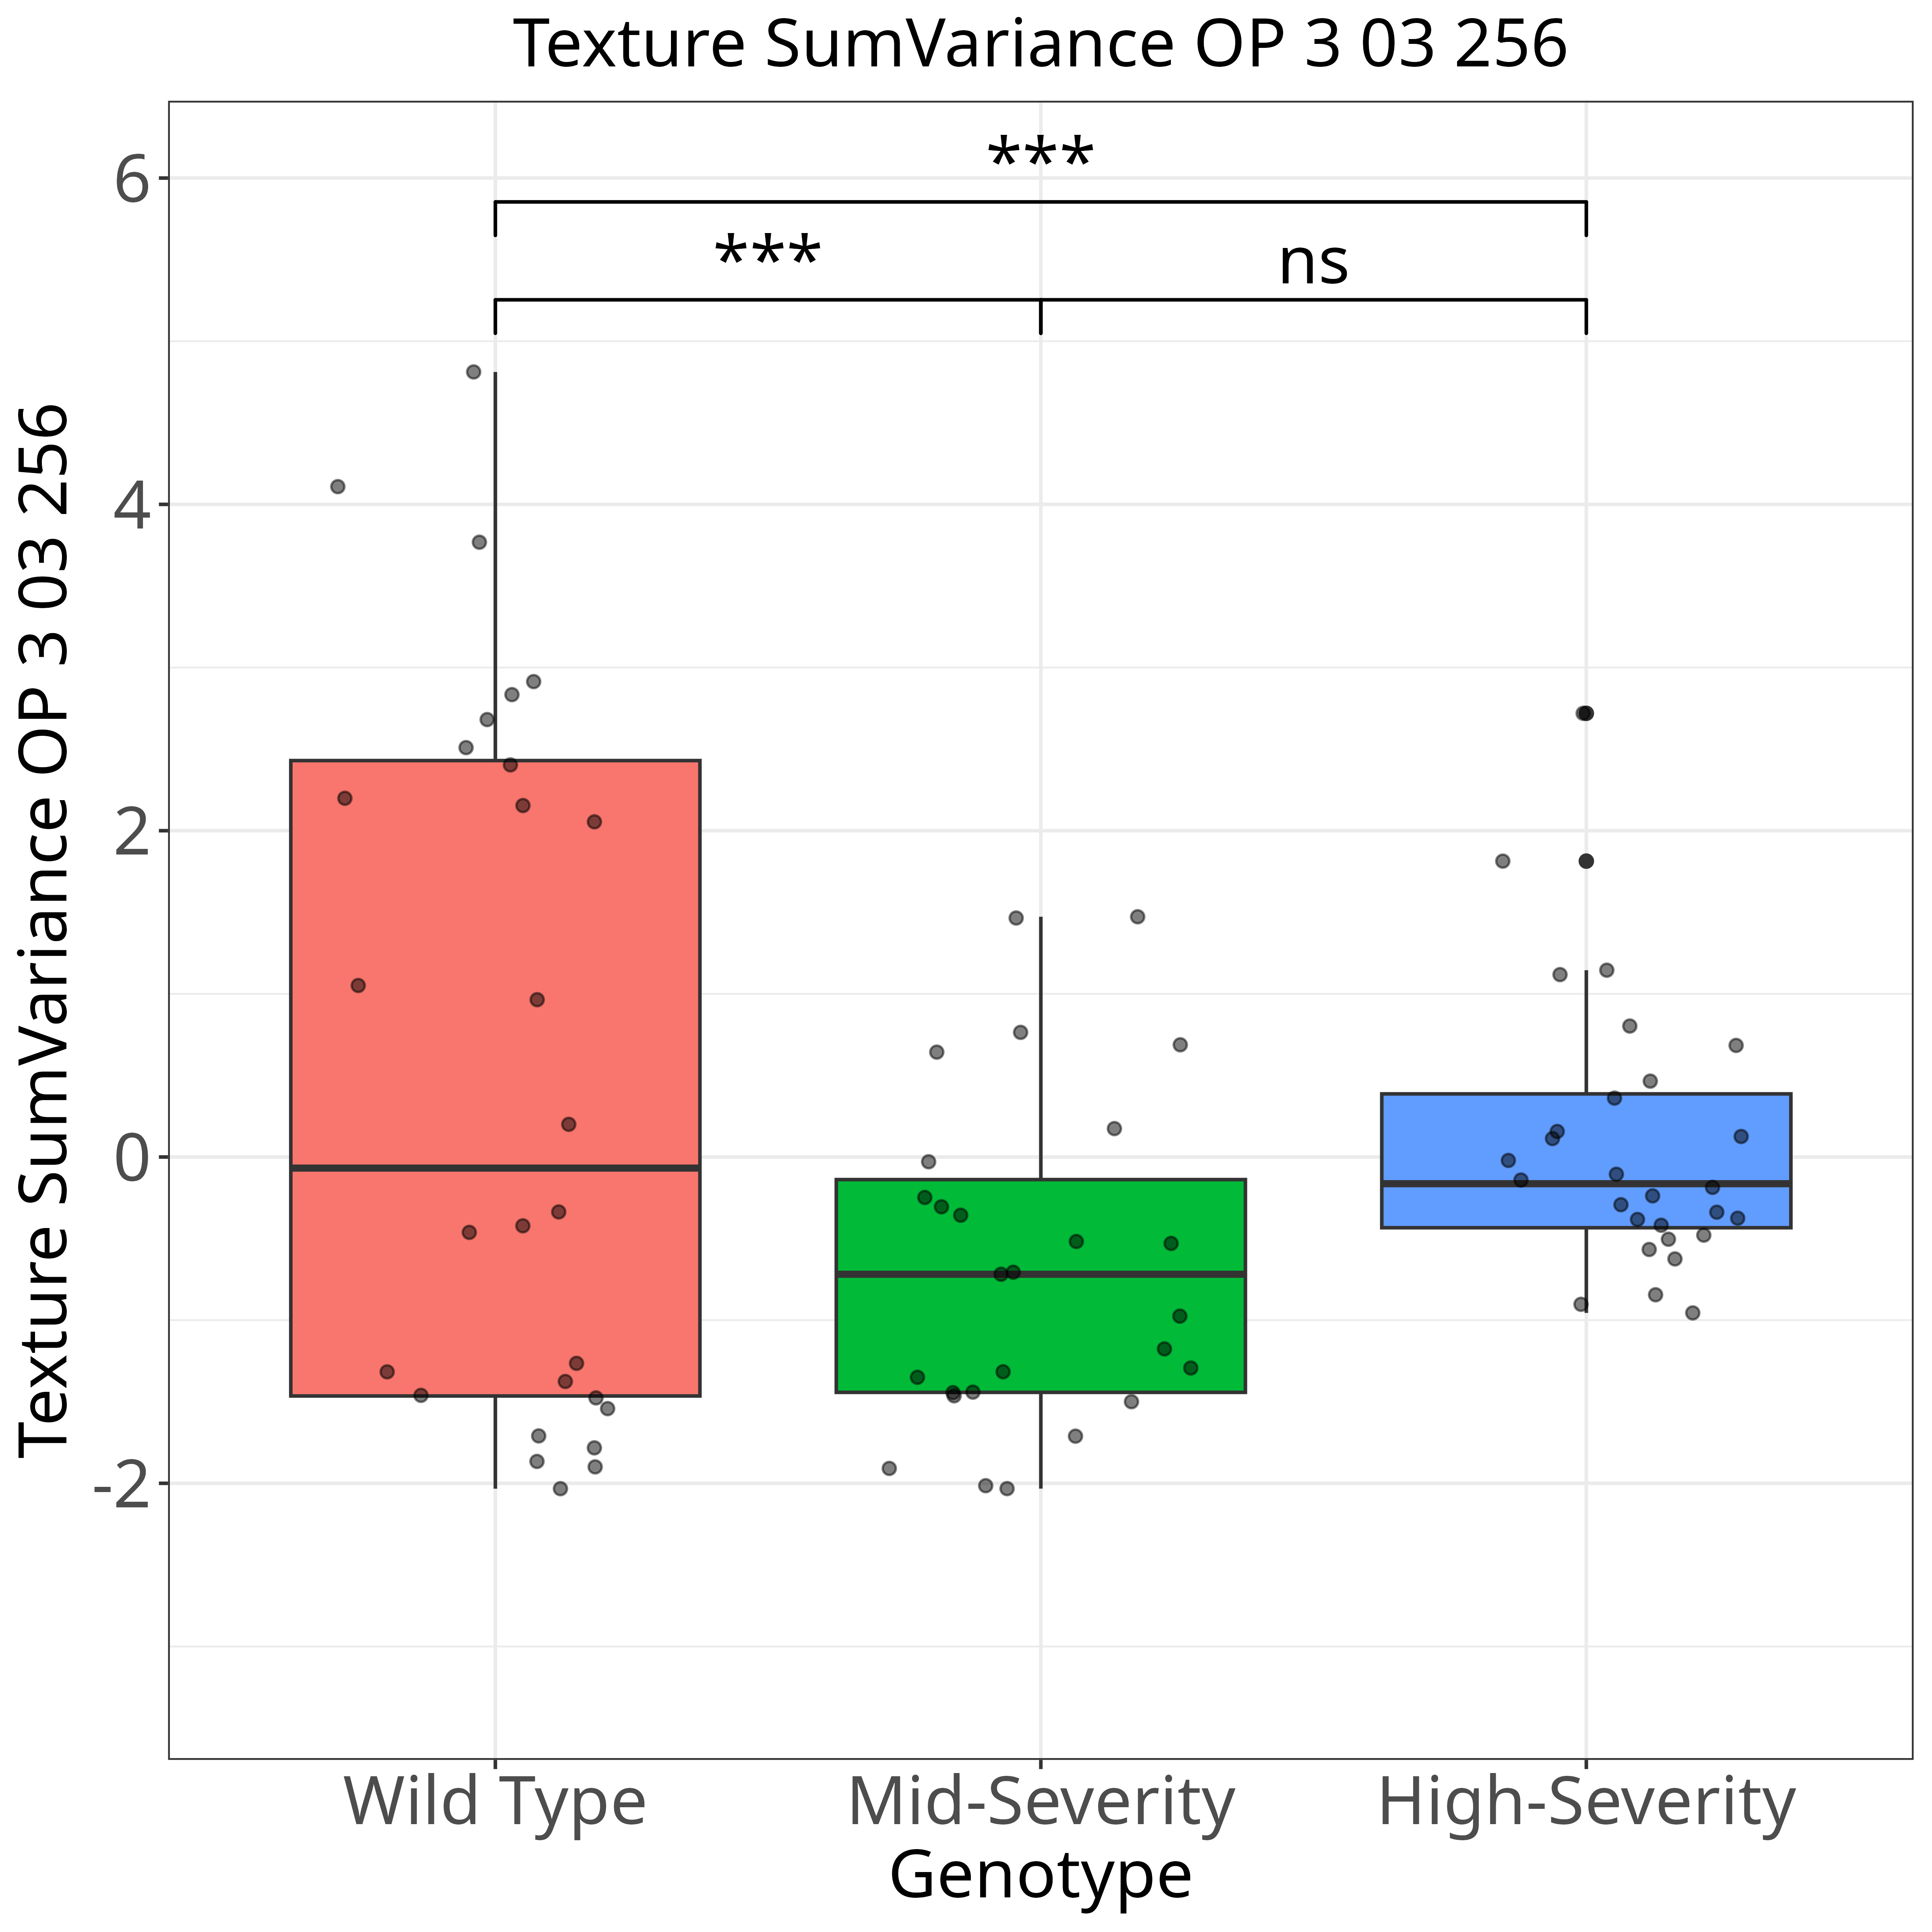 Texture SumVariance OP 3 03 256
Texture SumVariance OP 3 03 256
6
4
2
0
-2
***
***
ns
Wild Type
Mid-Severity
High-Severity
Genotype